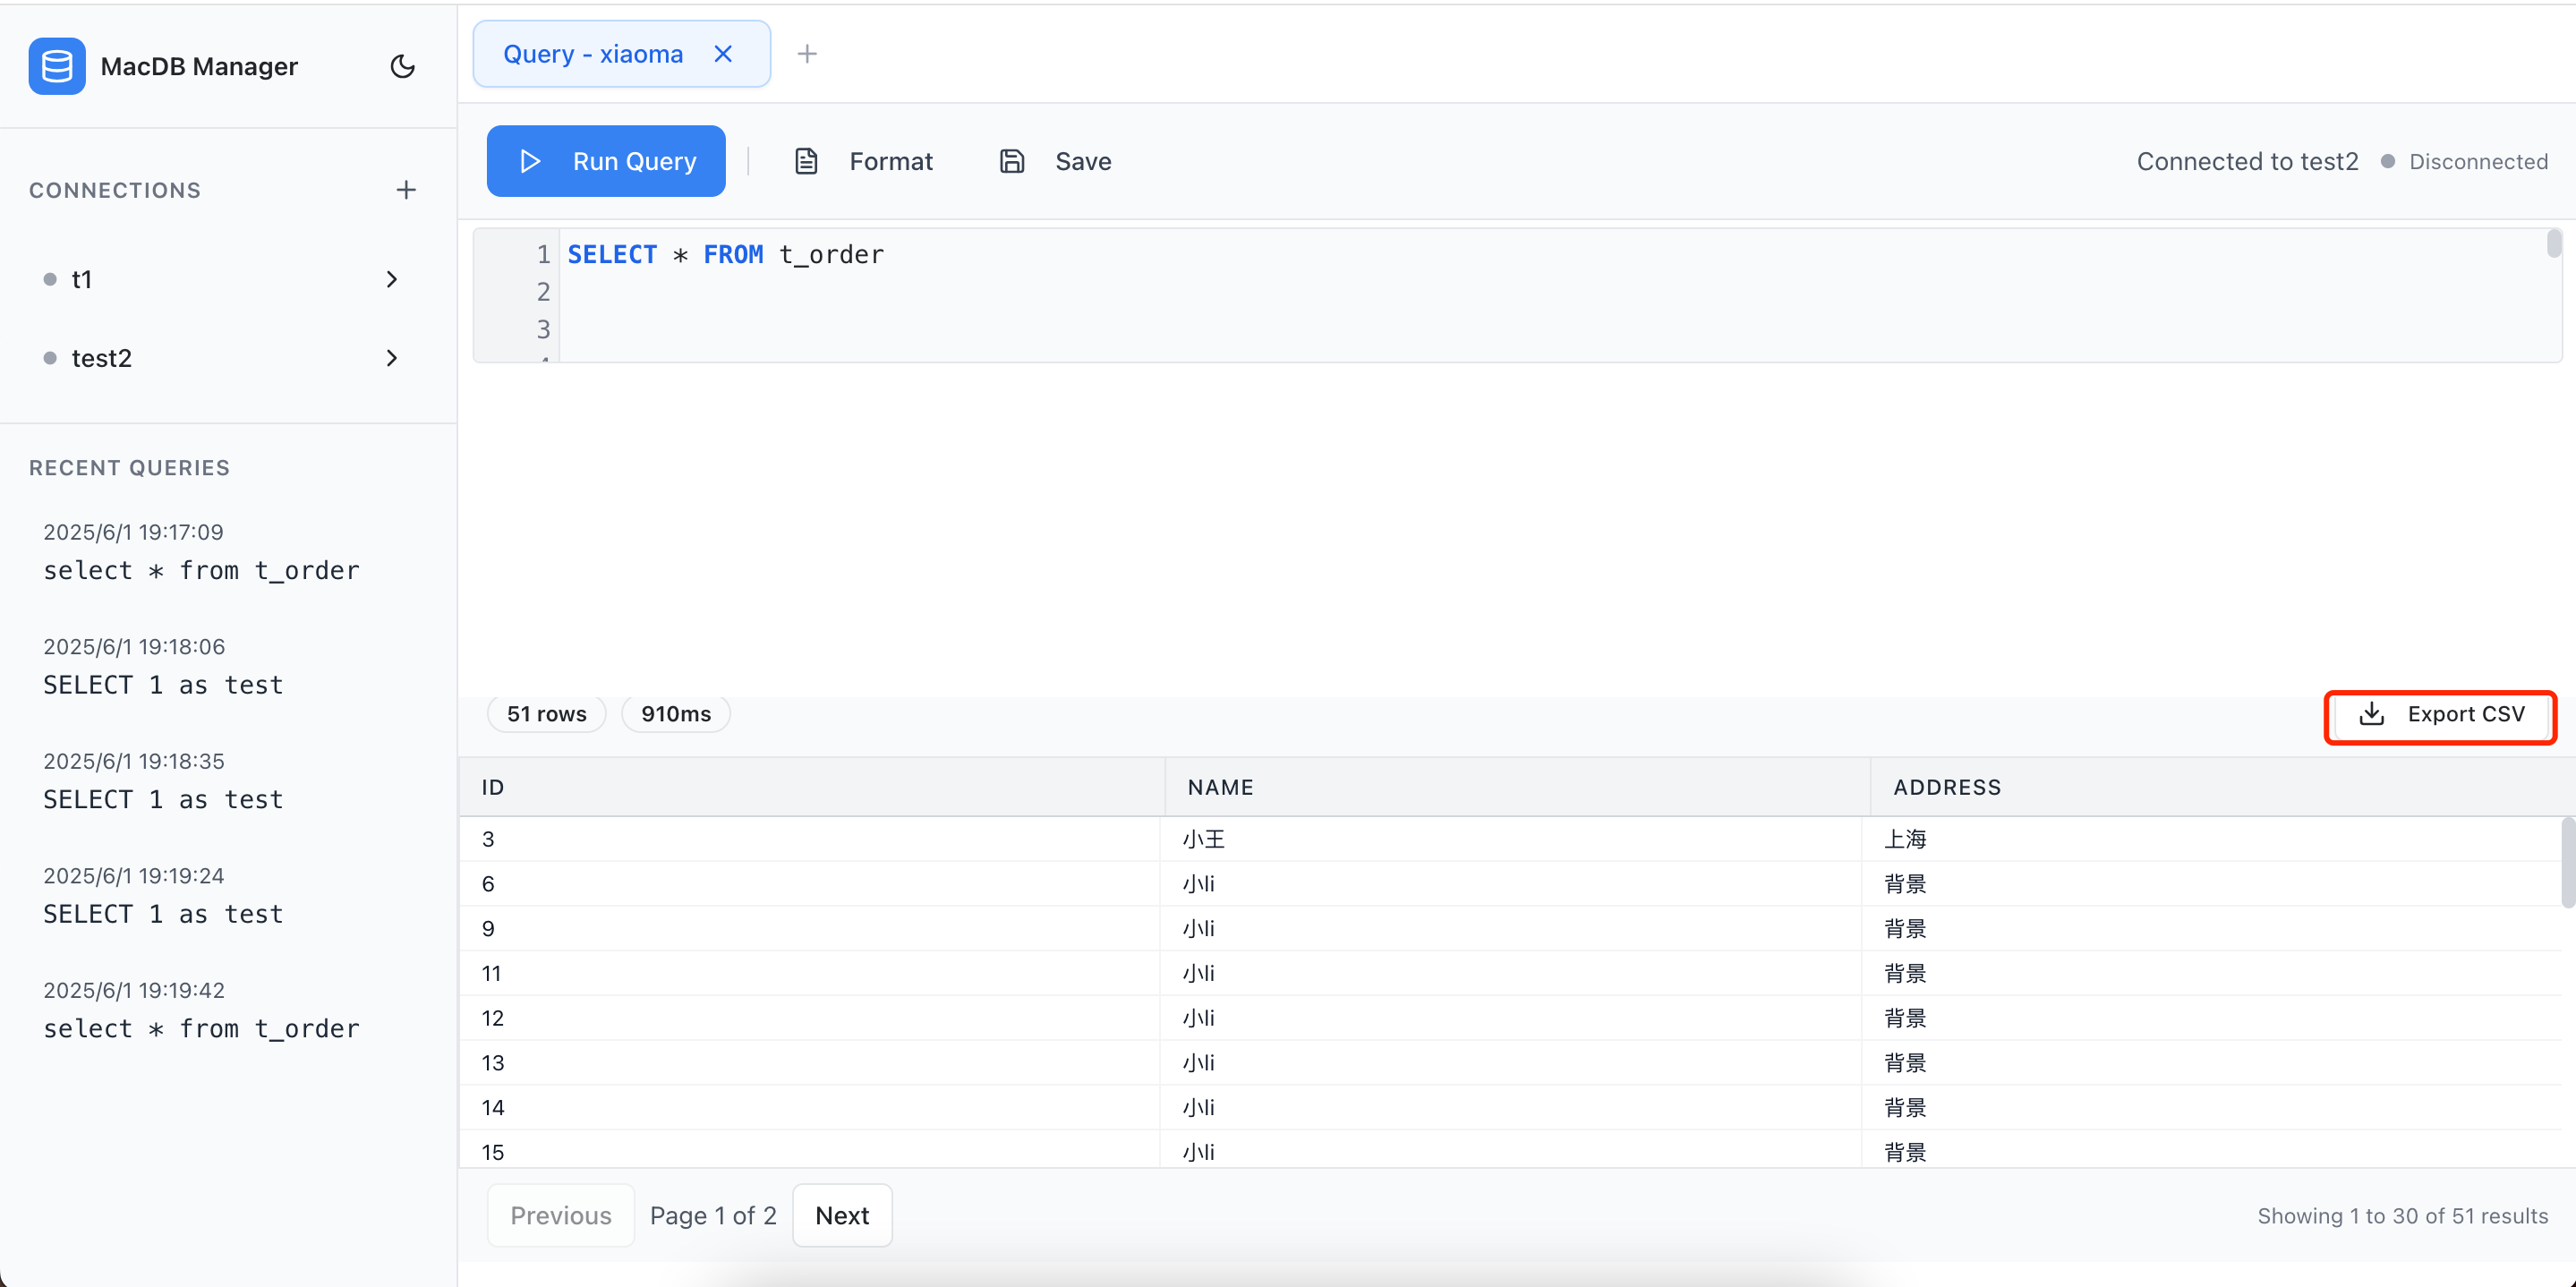 MacDB Manager
CONNECTIONS
t1
test2
RECENT QUERIES
2025/6/1 19:17:09
select * from t_order
2025/6/1 19:18:06
SELECT 1 as test
2025/6/1 19:18:35
SELECT 1 as test
2025/6/1 19:19:24
SELECT 1 as test
2025/6/1 19:19:42
select * from t_order
Query - xiaoma
Run Query Format Save Connected to test2 Disconnected
1 SELECT * FROM t_order
2
3
51 rows 910ms Export CSV
ID NAME ADDRESS
3 小王 上海
6 小li 背景
9 小li 背景
11 小li 背景
12 小li 背景
13 小li 背景
14 小li 背景
15 小li 背景
Previous Page 1 of 2 Next Showing 1 to 30 of 51 results